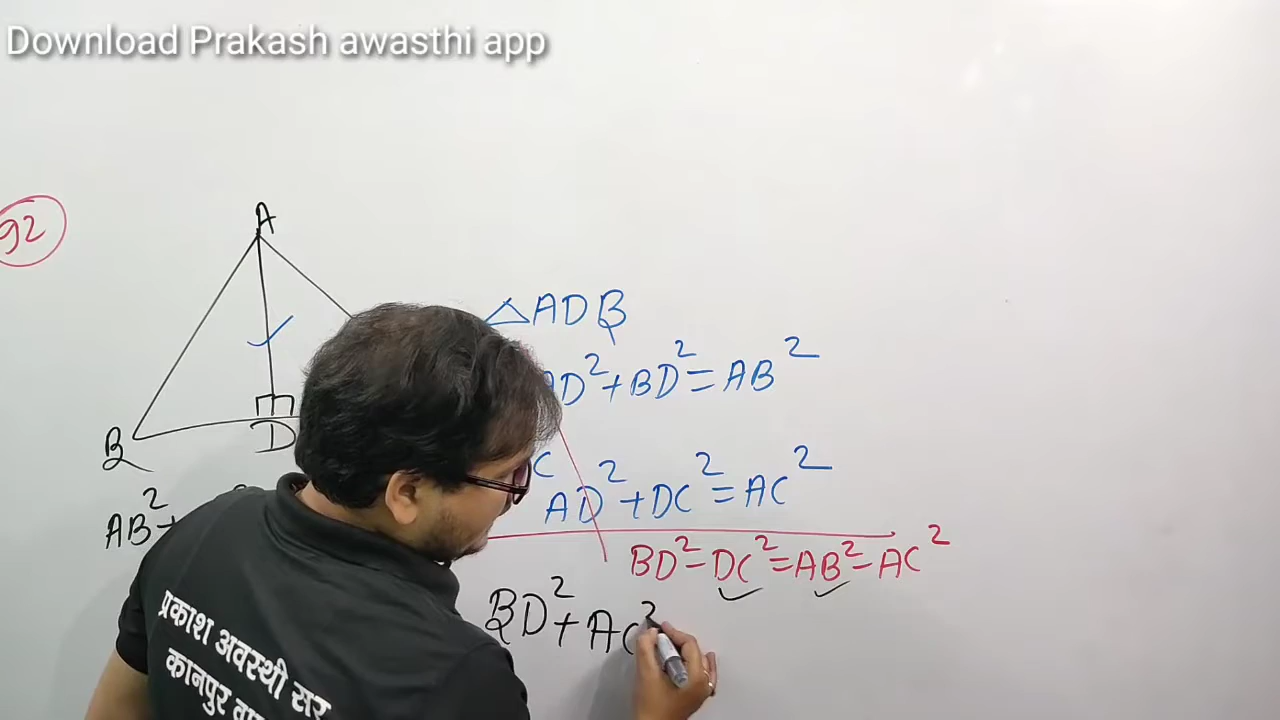 Download Prakash awasthi app
92
A
B
D
AB²+
△ADB
AD²+BD²=AB²
C
AD²+DC²=AC²
BD²-DC²=AB²-AC²
BD²+AC²
प्रकाश अवस्थी सर
कानपुर